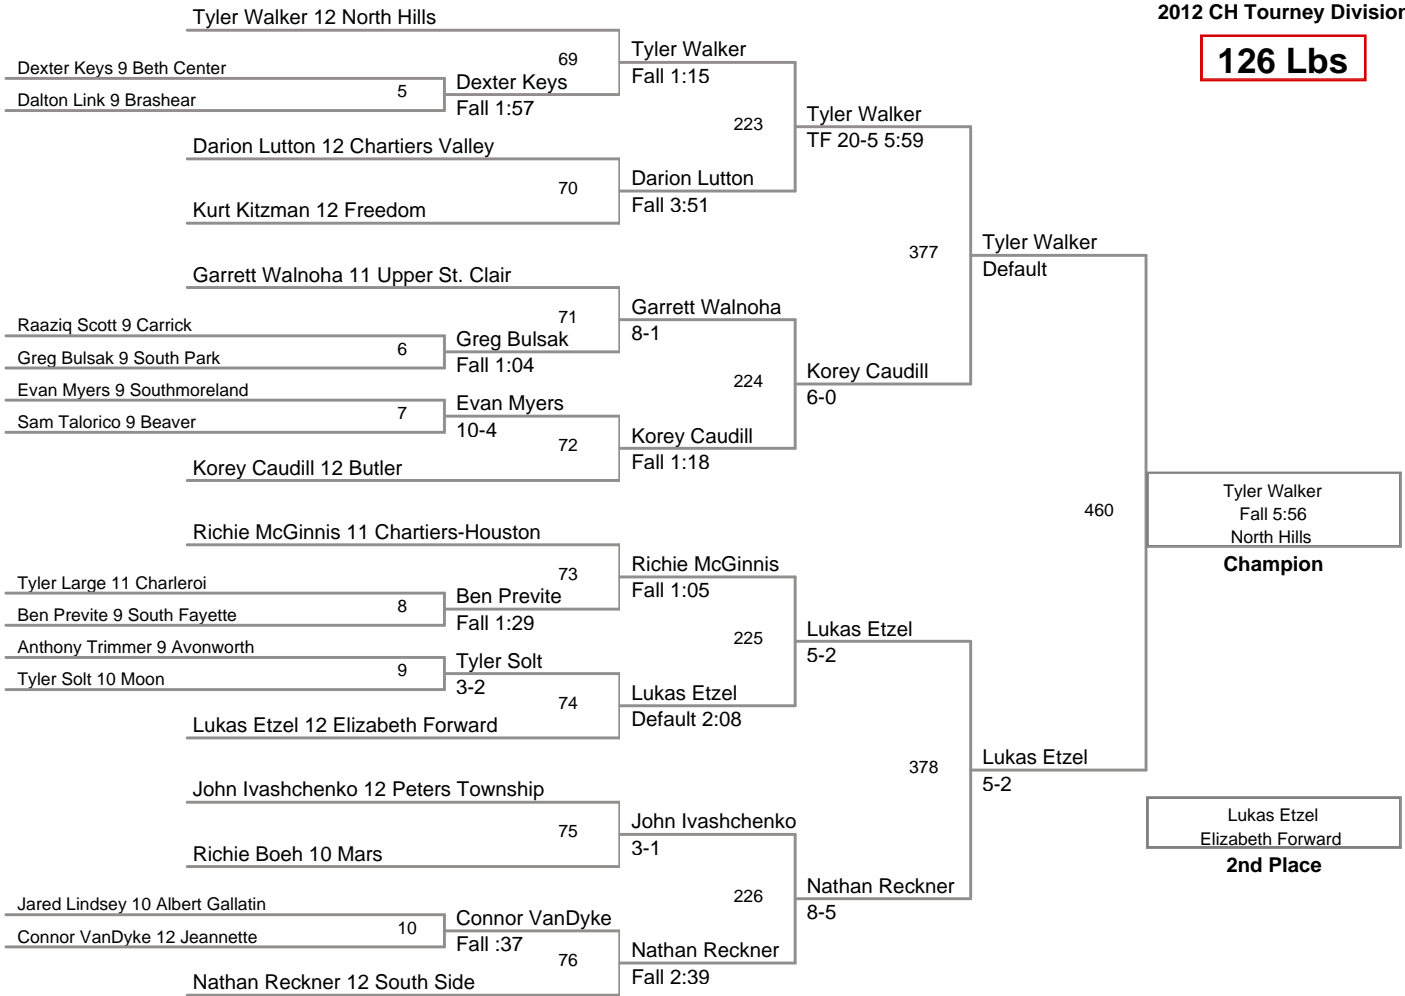 2012 CH Tourney Division
126 Lbs
Tyler Walker 12 North Hills
69
Tyler Walker
Fall 1:15
Dexter Keys 9 Beth Center
5
Dexter Keys
Fall 1:57
Dalton Link 9 Brashear
223
Tyler Walker
TF 20-5 5:59
Darion Lutton 12 Chartiers Valley
70
Darion Lutton
Fall 3:51
Kurt Kitzman 12 Freedom
377
Tyler Walker
Default
Garrett Walnoha 11 Upper St. Clair
71
Garrett Walnoha
8-1
Raaziq Scott 9 Carrick
6
Greg Bulsak
Fall 1:04
Greg Bulsak 9 South Park
224
Korey Caudill
6-0
Evan Myers 9 Southmoreland
7
Evan Myers
10-4
Sam Talorico 9 Beaver
72
Korey Caudill
Fall 1:18
Korey Caudill 12 Butler
460
Tyler Walker
Fall 5:56
North Hills
Champion
Richie McGinnis 11 Chartiers-Houston
73
Richie McGinnis
Fall 1:05
Tyler Large 11 Charleroi
8
Ben Previte
Fall 1:29
Ben Previte 9 South Fayette
225
Lukas Etzel
5-2
Anthony Trimmer 9 Avonworth
9
Tyler Solt
3-2
Tyler Solt 10 Moon
74
Lukas Etzel
Default 2:08
Lukas Etzel 12 Elizabeth Forward
378
Lukas Etzel
5-2
John Ivashchenko 12 Peters Township
75
John Ivashchenko
3-1
Richie Boeh 10 Mars
226
Nathan Reckner
8-5
Jared Lindsey 10 Albert Gallatin
10
Connor VanDyke
Fall :37
Connor VanDyke 12 Jeannette
76
Nathan Reckner
Fall 2:39
Nathan Reckner 12 South Side
Lukas Etzel
Elizabeth Forward
2nd Place